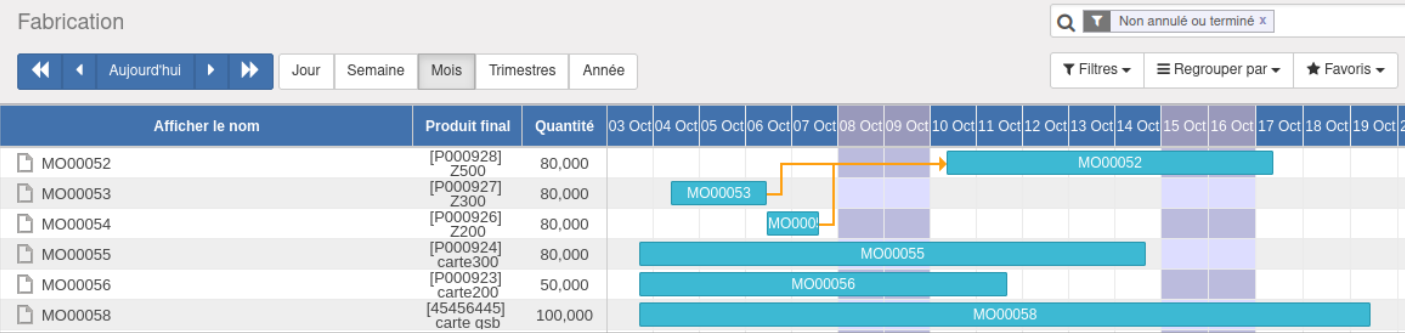 Fabrication
Non annulé ou terminé x
Aujourd'hui Jour Semaine Mois Trimestres Année
Filtres Regrouper par Favoris
Afficher le nom Produit final Quantité 03 Oct 04 Oct 05 Oct 06 Oct 07 Oct 08 Oct 09 Oct 10 Oct 11 Oct 12 Oct 13 Oct 14 Oct 15 Oct 16 Oct 17 Oct 18 Oct 19 Oct 2
MO00052 [P000928] Z500 80,000 MO00052
MO00053 [P000927] Z300 80,000 MO00053
MO00054 [P000926] Z200 80,000 MO000
MO00055 [P000924] carte300 80,000 MO00055
MO00056 [P000923] carte200 50,000 MO00056
MO00058 [45456445] carte gsb 100,000 MO00058